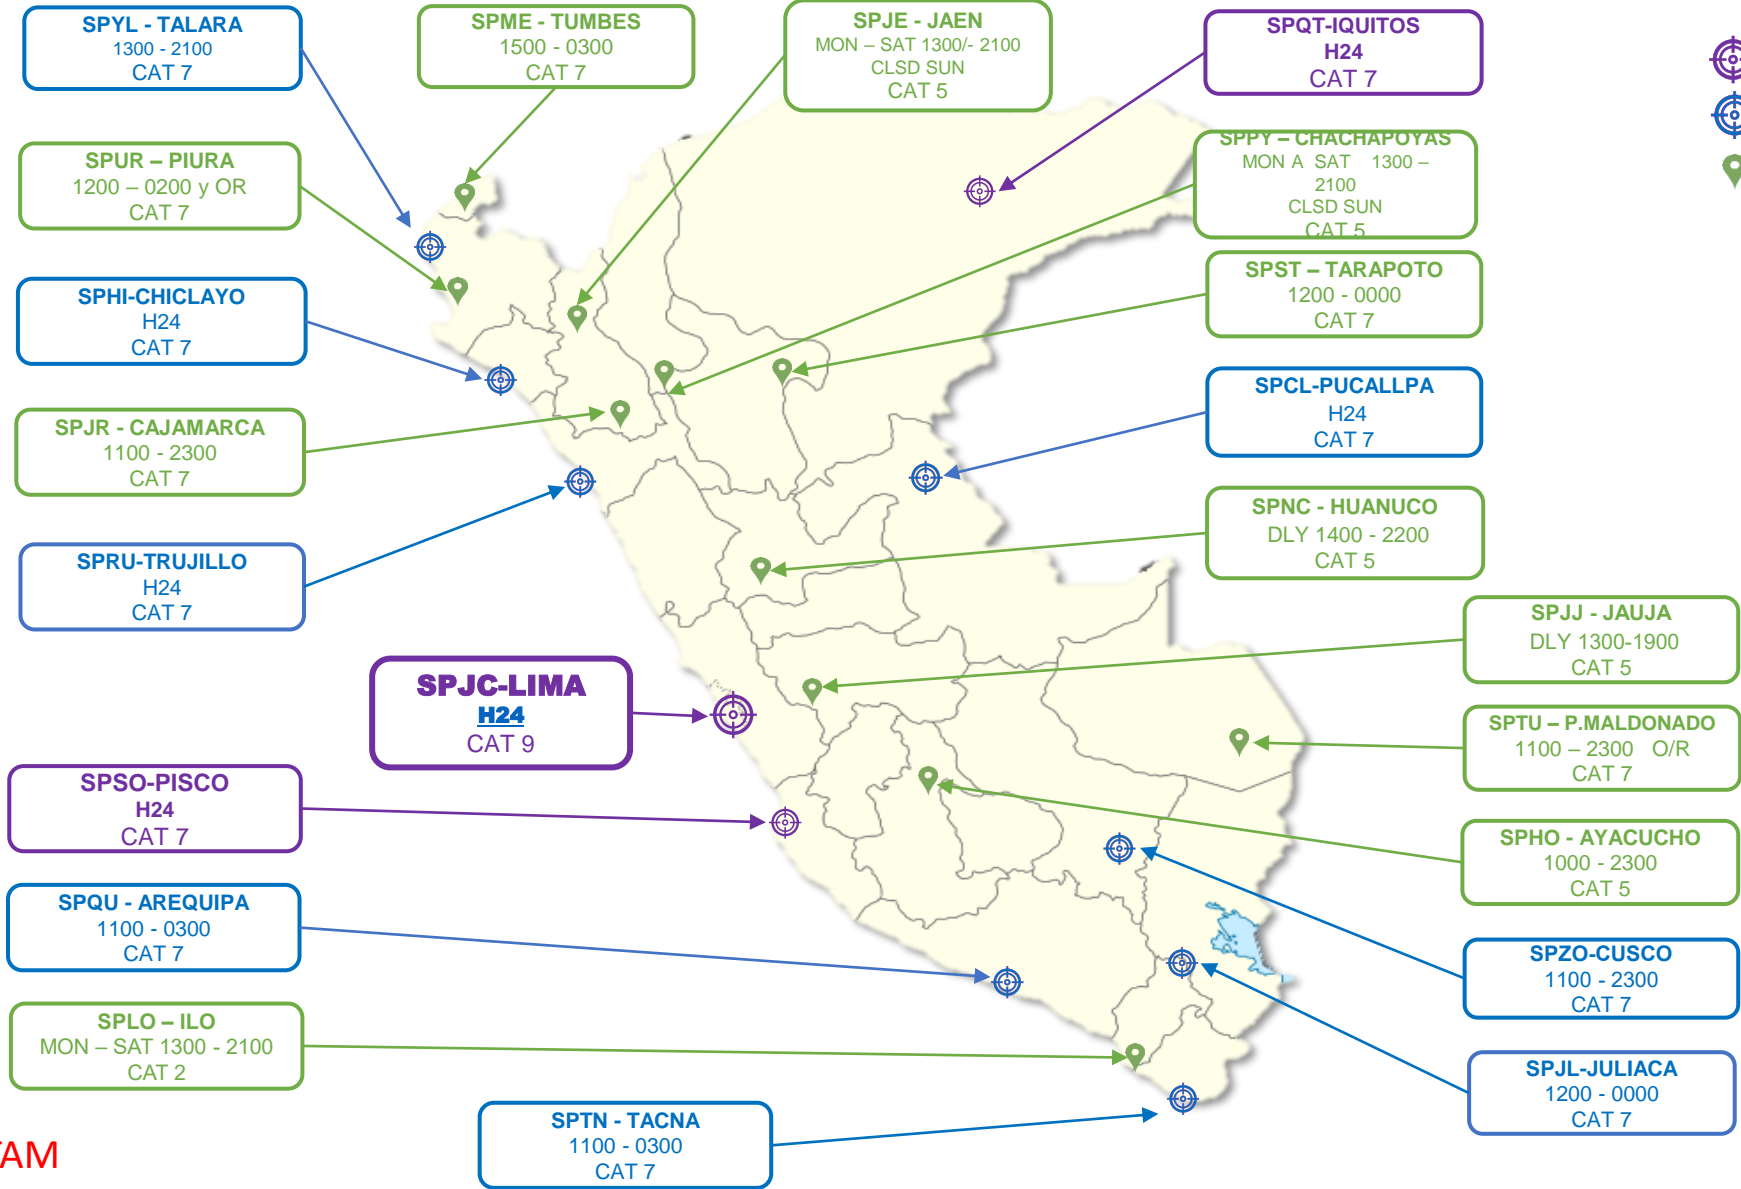 SPYL - TALARA
1300 - 2100
CAT 7
SPME - TUMBES
1500 - 0300
CAT 7
SPJE - JAEN
MON – SAT 1300/- 2100
CLSD SUN
CAT 5
SPQT-IQUITOS
H24
CAT 7
SPUR – PIURA
1200 – 0200 y OR
CAT 7
SPPY – CHACHAPOYAS
MON A SAT 1300 –
2100
CLSD SUN
CAT 5
SPHI-CHICLAYO
H24
CAT 7
SPST – TARAPOTO
1200 - 0000
CAT 7
SPJR - CAJAMARCA
1100 - 2300
CAT 7
SPCL-PUCALLPA
H24
CAT 7
SPRU-TRUJILLO
H24
CAT 7
SPNC - HUANUCO
DLY 1400 - 2200
CAT 5
SPJJ - JAUJA
DLY 1300-1900
CAT 5
SPJC-LIMA
H24
CAT 9
SPTU – P.MALDONADO
1100 – 2300 O/R
CAT 7
SPSO-PISCO
H24
CAT 7
SPHO - AYACUCHO
1000 - 2300
CAT 5
SPQU - AREQUIPA
1100 - 0300
CAT 7
SPZO-CUSCO
1100 - 2300
CAT 7
SPLO – ILO
MON – SAT 1300 - 2100
CAT 2
SPJL-JULIACA
1200 - 0000
CAT 7
SPTN - TACNA
1100 - 0300
CAT 7